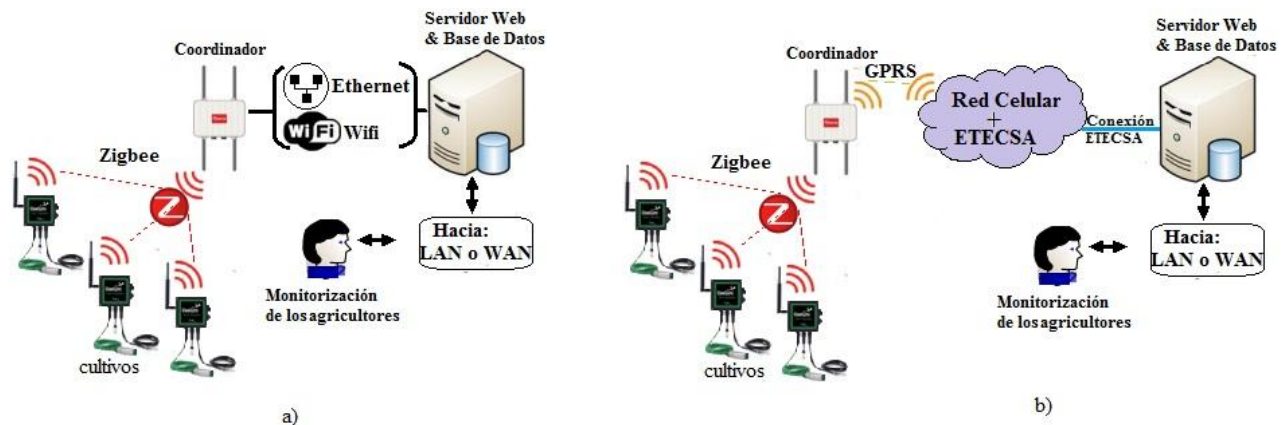 Servidor Web
& Base de Datos
Coordinador
Ethernet
WiFi
Wifi
Zigbee
Z
Hacia:
LAN o WAN
Monitorización
de los agricultores
cultivos
a)
Servidor Web
& Base de Datos
Coordinador
GPRS
Red Celular
+
ETECSA
Conexión
ETECSA
Zigbee
Z
Hacia:
LAN o WAN
Monitorización
de los agricultores
cultivos
b)